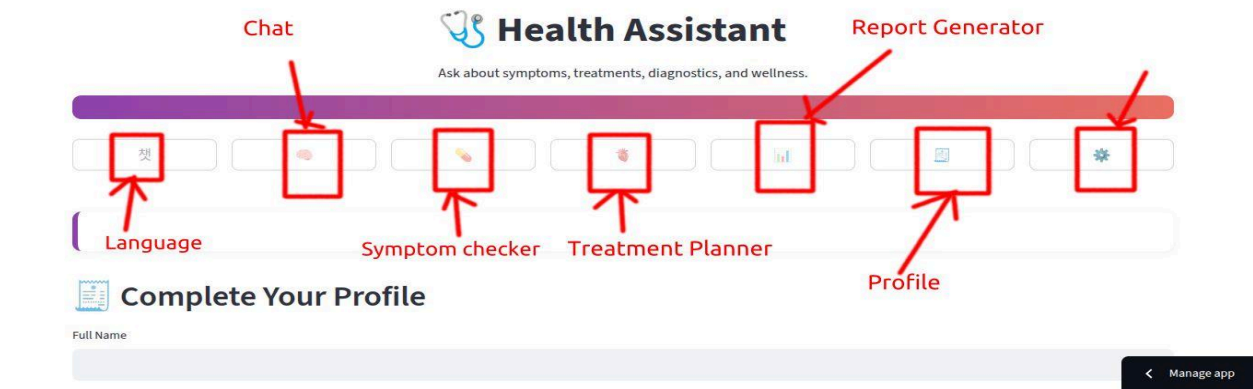 Chat
Health Assistant
Report Generator
Ask about symptoms, treatments, diagnostics, and wellness.
챗
Language
Symptom checker
Treatment Planner
Profile
Complete Your Profile
Full Name
Manage app